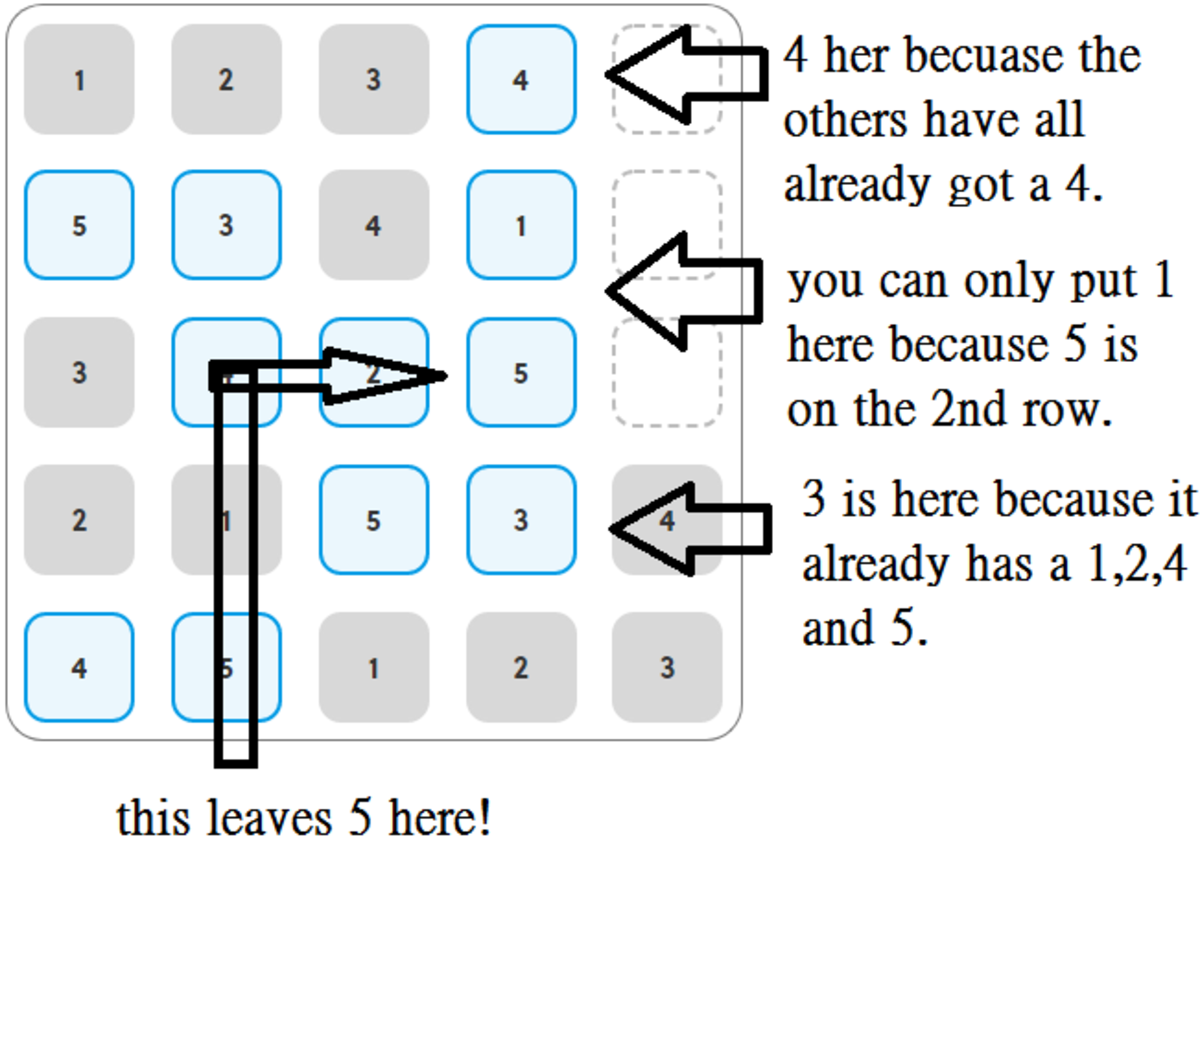 1 2 3 4
4 her becuase the
others have all
already got a 4.
5 3 4 1
you can only put 1
here because 5 is
on the 2nd row.
3 4 2 5
2 1 5 3 4
3 is here because it
already has a 1,2,4
and 5.
4 5 1 2 3
this leaves 5 here!